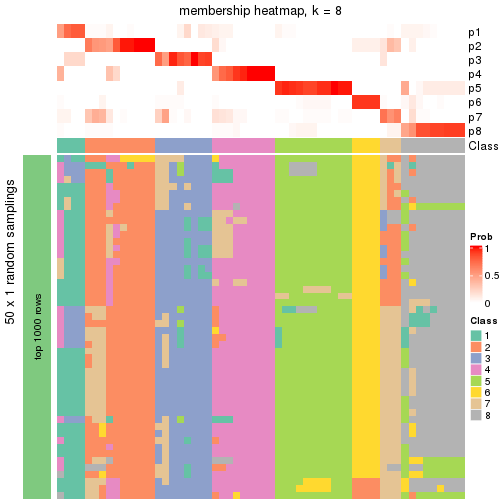 membership heatmap, k = 8
p1
p2
p3
p4
p5
p6
p7
p8
Class
50 x 1 random samplings
top 1000 rows
Prob
1
0.5
0
Class
1
2
3
4
5
6
7
8